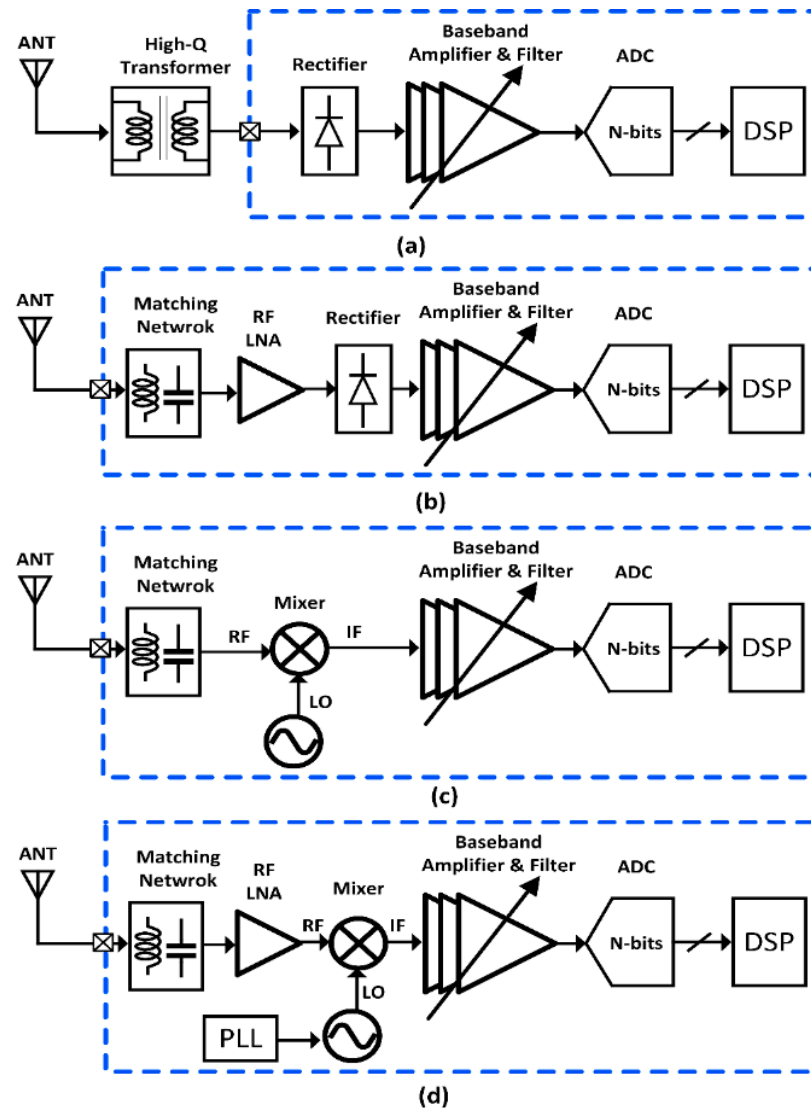 ANT
High-Q
Transformer
Rectifier
Baseband
Amplifier & Filter
ADC
N-bits
DSP
(a)
ANT
Matching
Netwrok
RF
LNA
Rectifier
Baseband
Amplifier & Filter
ADC
N-bits
DSP
(b)
ANT
Matching
Netwrok
RF
Mixer
IF
LO
Baseband
Amplifier & Filter
ADC
N-bits
DSP
(c)
ANT
Matching
Netwrok
RF
LNA
RF
Mixer
IF
LO
PLL
Baseband
Amplifier & Filter
ADC
N-bits
DSP
(d)